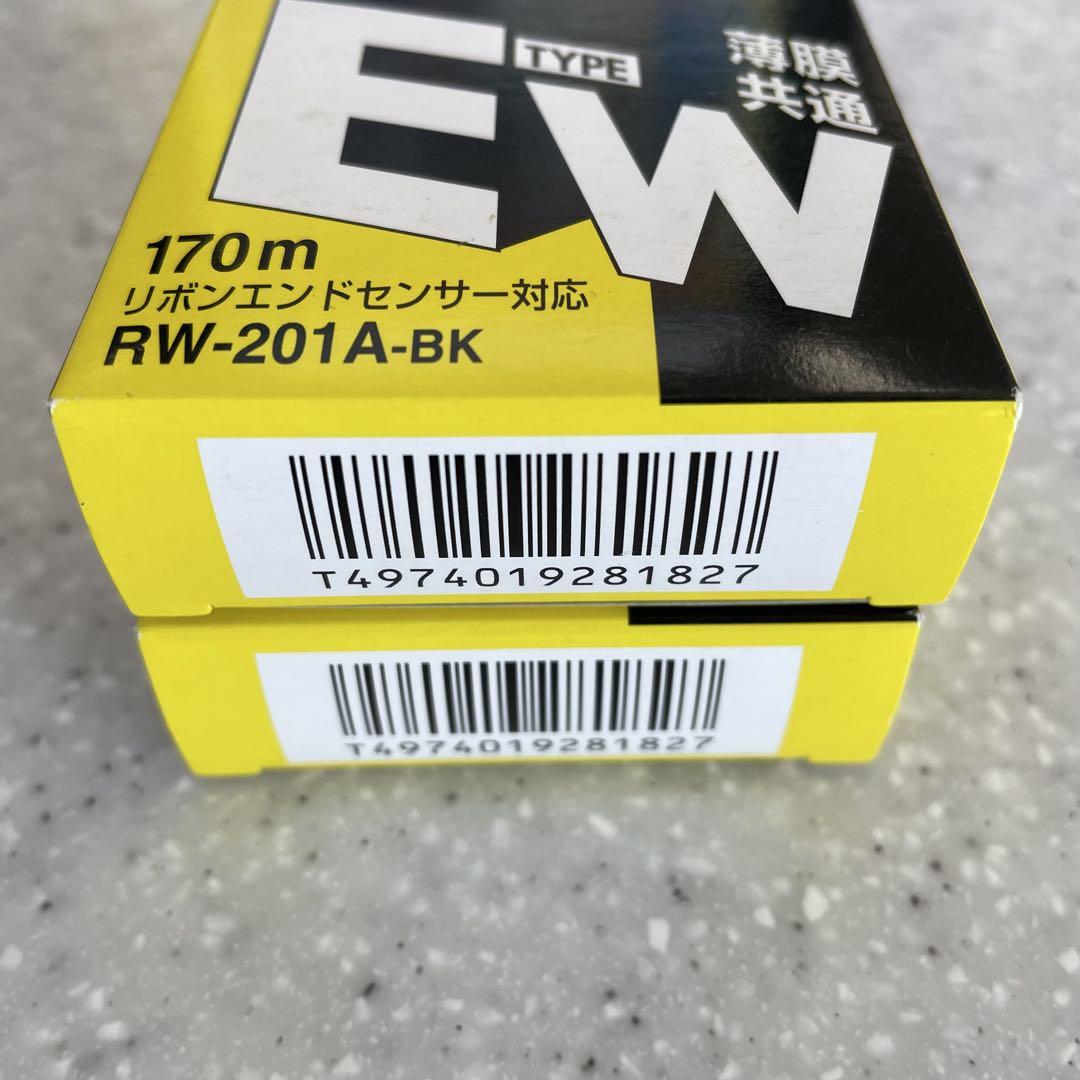 E TYPE W
薄膜
共通
170m
リボンエンドセンサー対応
RW-201A-BK
T4974019281827
T4974019281827